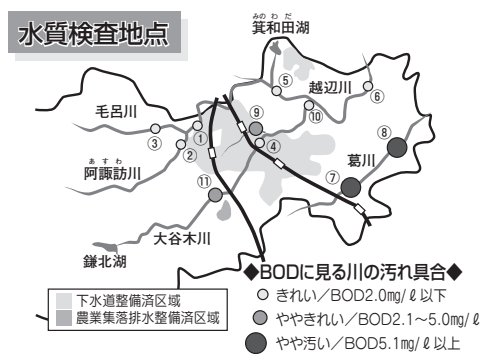 水質検査地点
みのわだ
箕和田湖
⑤
越辺川
⑥
毛呂川
⑨
⑩
①
③
②
④
⑧
あすわ
阿諏訪川
葛川
⑦
⑪
大谷木川
鎌北湖
◆BODに見る川の汚れ具合◆
きれい／BOD2.0㎎/ℓ以下
ややきれい／BOD2.1～5.0㎎/ℓ
やや汚い／BOD5.1㎎/ℓ以上
下水道整備済区域
農業集落排水整備済区域